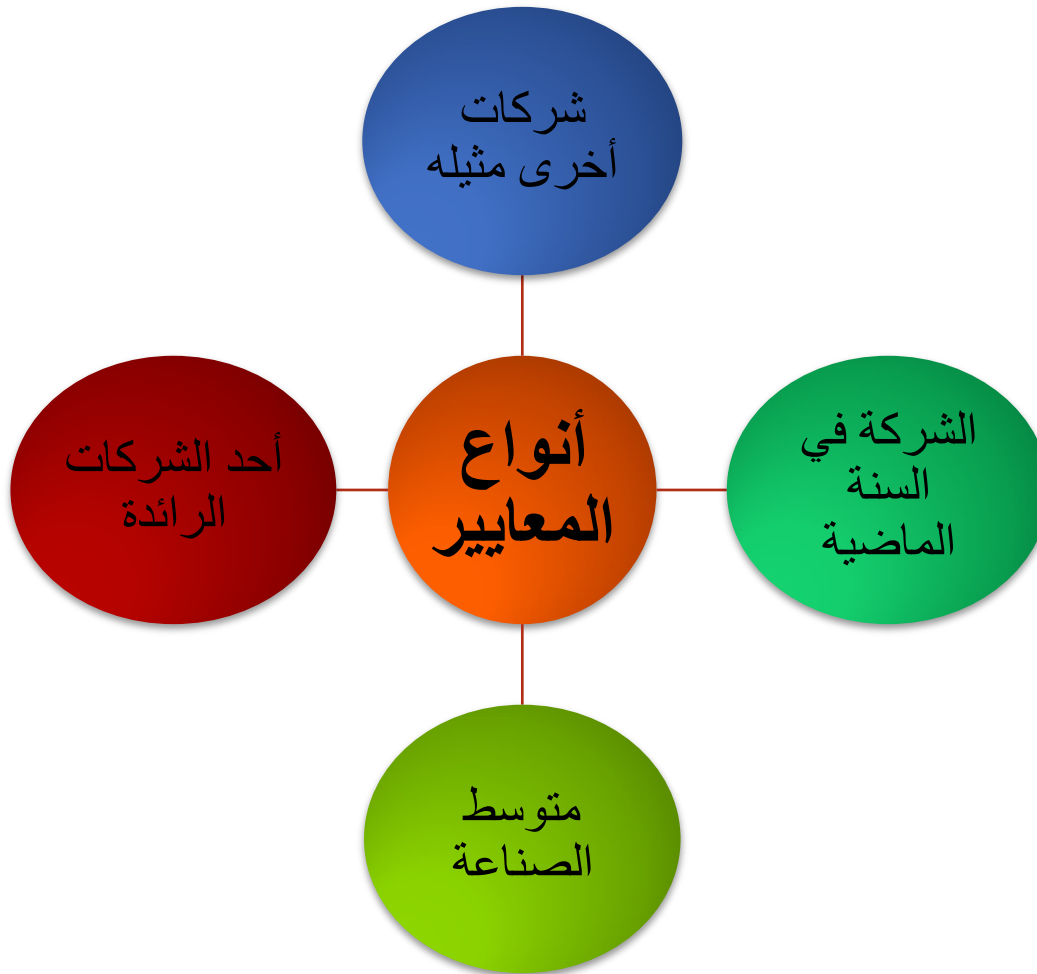 شركات
أخرى مثيله
الشركة في
السنة
الماضية
أنواع
المعايير
أحد الشركات
الرائدة
متوسط
الصناعة